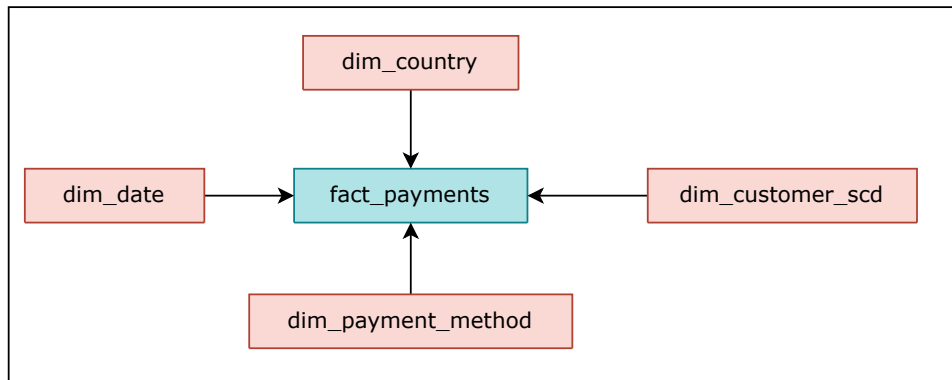 dim_country
dim_date
fact_payments
dim_customer_scd
dim_payment_method